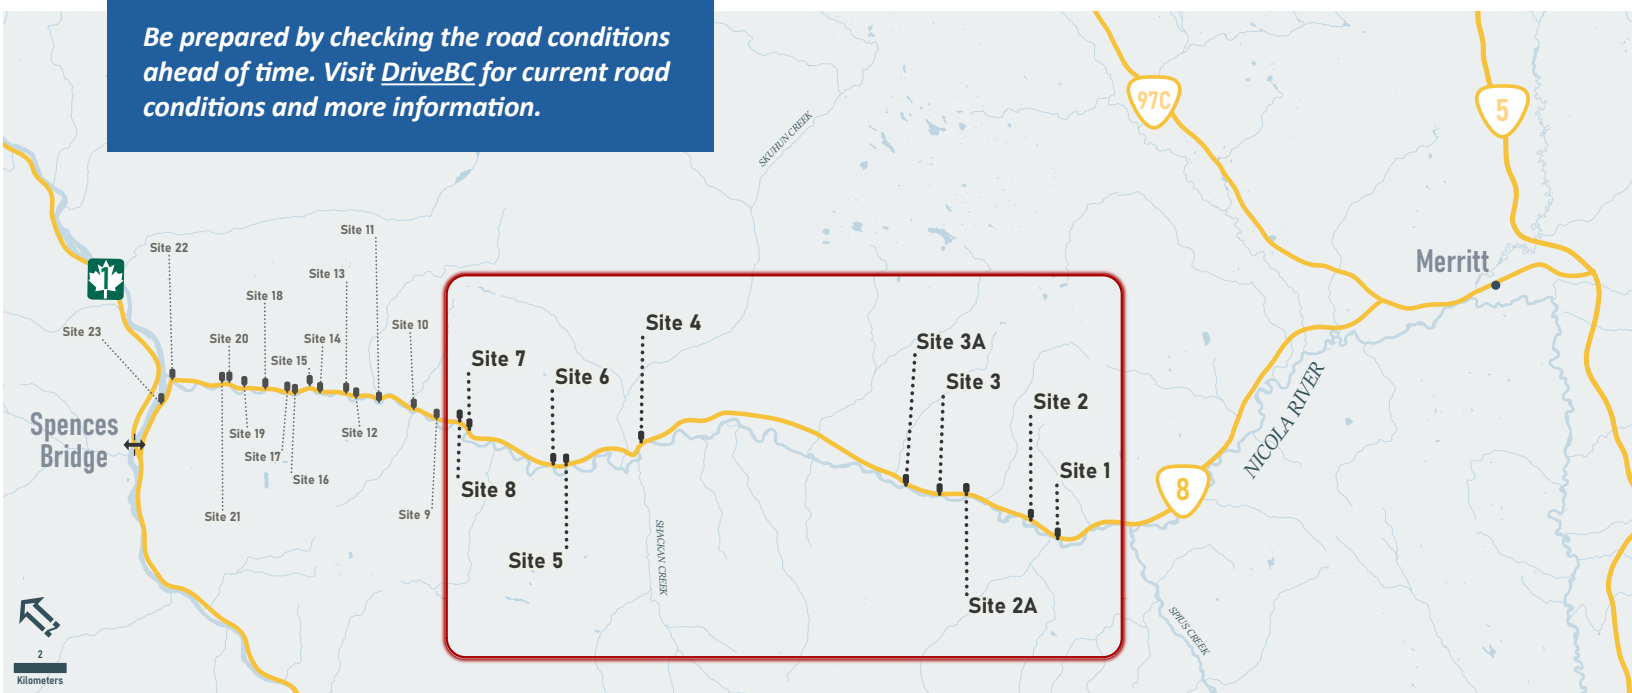 Be prepared by checking the road conditions
ahead of time. Visit DriveBC for current road
conditions and more information.
97C
5
SKUHUN CREEK
Site 11
Site 22
Merritt
1
Site 13
Site 18
Site 23
Site 20
Site 14
Site 10
Site 4
Site 15
Site 7
Site 3A
Site 6
Site 3
Site 2
Spences
Bridge
Site 19
Site 12
NICOLA RIVER
Site 17
Site 16
Site 1
Site 8
8
Site 21
Site 9
SHACKAN CREEK
Site 5
Site 2A
SPIUS CREEK
N
2
Kilometers